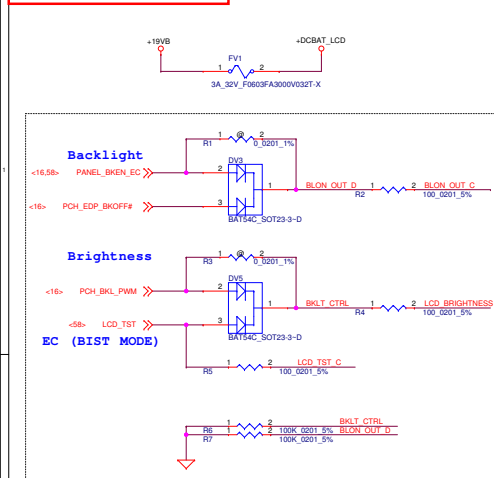 +19VB
+DCBAT_LCD
FV1
1 2
3A_32V_F0603FA3000V032T-X
1 @ 2
R1 0_0201_1%
Backlight
DV3
<16,58> PANEL_BKEN_EC 2
1 BLON_OUT_D 1 2 BLON_OUT_C
R2 100_0201_5%
<16> PCH_EDP_BKOFF# 3
BAT54C_SOT23-3~D
1
1 @ 2
R3 0_0201_1%
Brightness
DV5
<16> PCH_BKL_PWM 2
1 BKLT_CTRL 1 2 LCD_BRIGHTNESS
R4 100_0201_5%
<58> LCD_TST 3
BAT54C_SOT23-3~D
EC (BIST MODE)
1 2 LCD_TST_C
R5 100_0201_5%
1 2 BKLT_CTRL
R6 100K_0201_5%
1 2 BLON_OUT_D
R7 100K_0201_5%